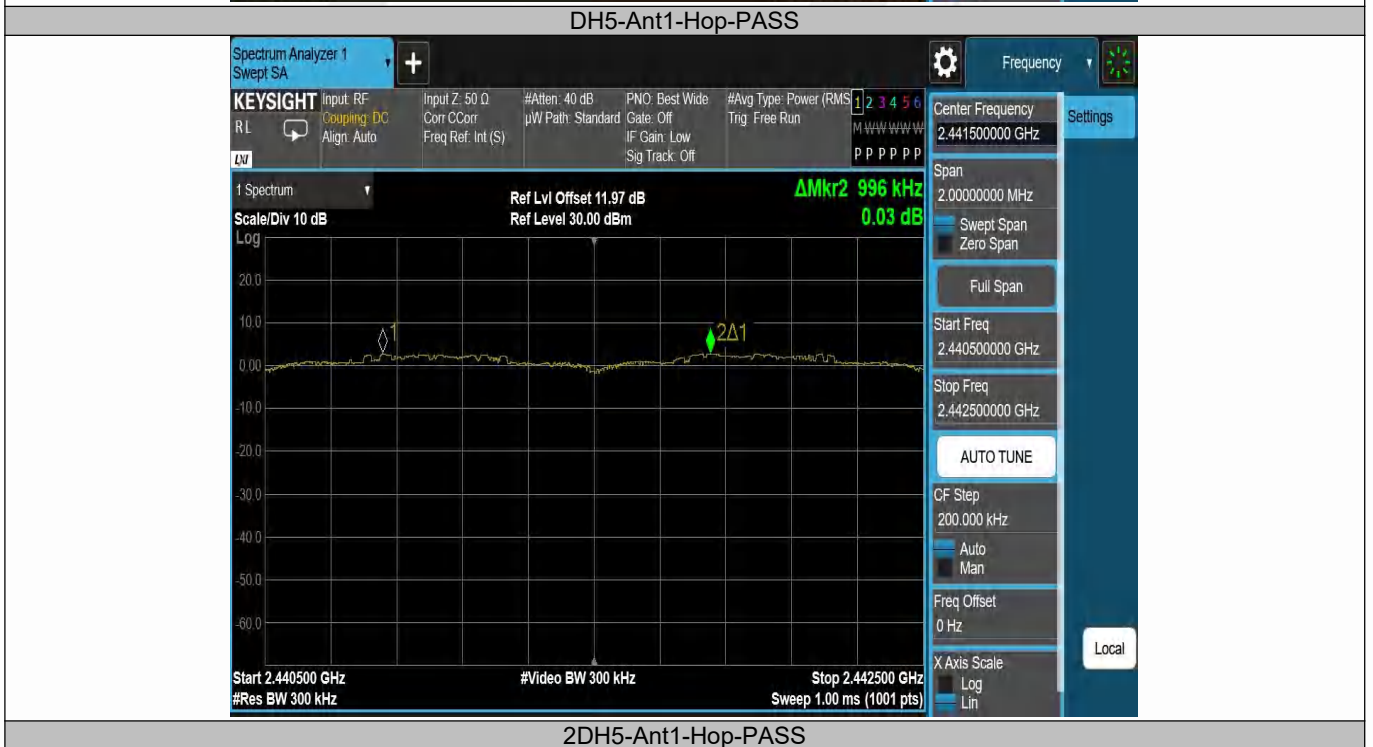 DH5-Ant1-Hop-PASS
Spectrum Analyzer 1
Swept SA
+
Frequency
KEYSIGHT
RL
LXI
Input: RF
Coupling: DC
Align: Auto
Input Z: 50 Ω
Corr CCorr
Freq Ref: Int (S)
#Atten: 40 dB
µW Path: Standard
PNO: Best Wide
Gate: Off
IF Gain: Low
Sig Track: Off
#Avg Type: Power (RMS
Trig: Free Run
1 2 3 4 5 6
M W W W W W
P P P P P P
1 Spectrum
Scale/Div 10 dB
Ref Lvl Offset 11.97 dB
Ref Level 30.00 dBm
ΔMkr2 996 kHz
0.03 dB
Log
20.0
10.0
0.00
-10.0
-20.0
-30.0
-40.0
-50.0
-60.0
1
2Δ1
Start 2.440500 GHz
#Res BW 300 kHz
#Video BW 300 kHz
Stop 2.442500 GHz
Sweep 1.00 ms (1001 pts)
Center Frequency
2.441500000 GHz
Settings
Span
2.00000000 MHz
Swept Span
Zero Span
Full Span
Start Freq
2.440500000 GHz
Stop Freq
2.442500000 GHz
AUTO TUNE
CF Step
200.000 kHz
Auto
Man
Freq Offset
0 Hz
X Axis Scale
Log
Lin
Local
2DH5-Ant1-Hop-PASS